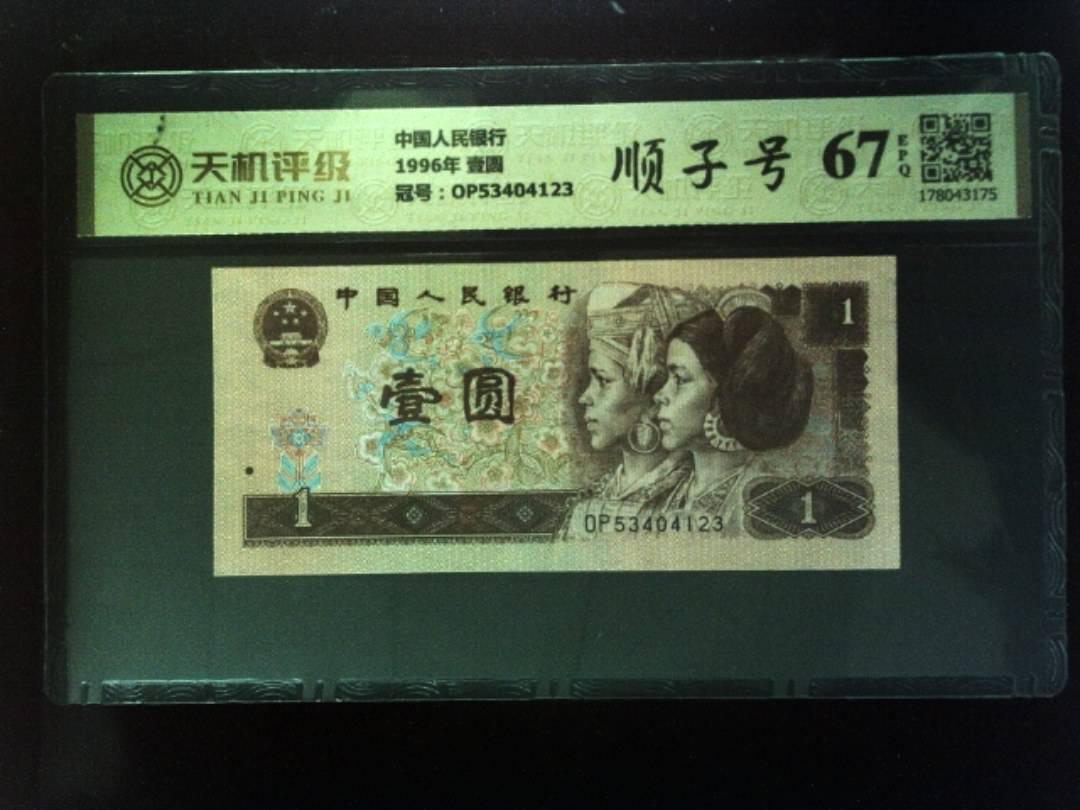 天机评级
TIAN JI PING JI
中国人民银行
1996年 壹圆
冠号：OP53404123
顺子号
67
EPQ
178043175
中国人民银行
1
壹圆
1
OP53404123
1